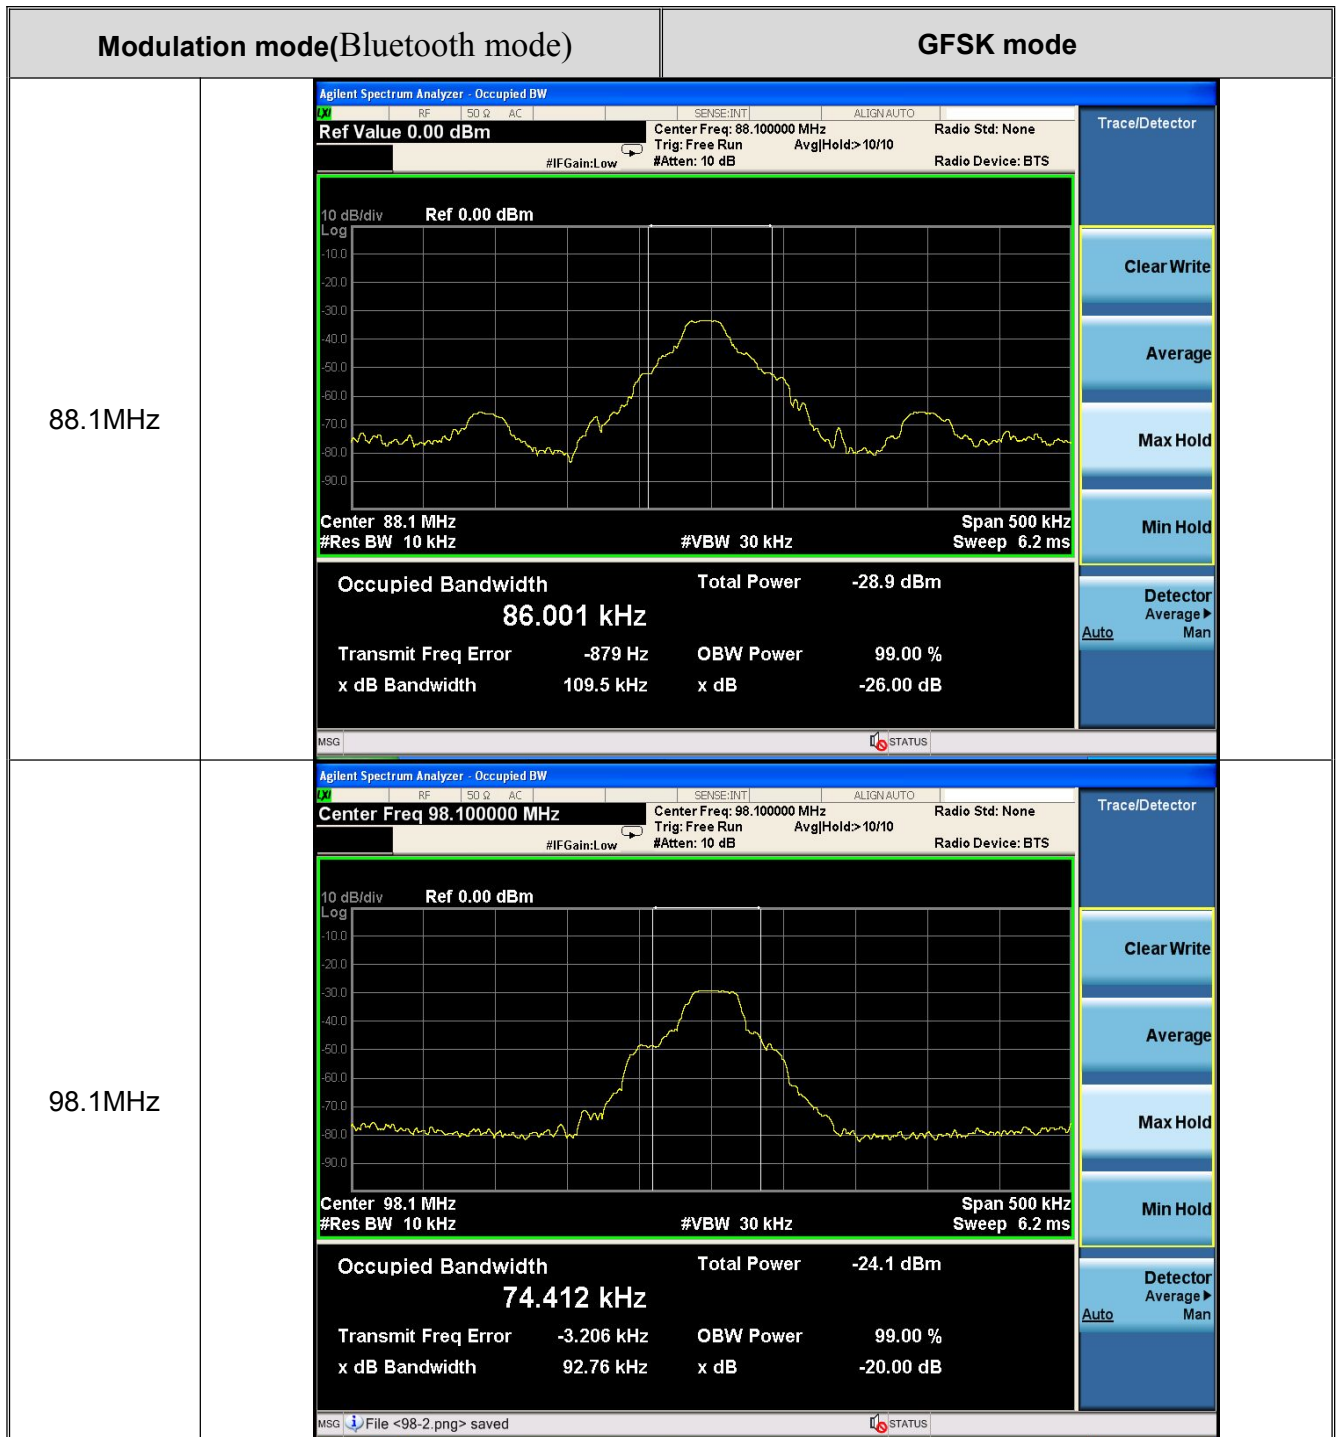 Modulation mode(Bluetooth mode)
GFSK mode
88.1MHz
Agilent Spectrum Analyzer - Occupied BW
LXI RF 50 Ω AC SENSE:INT ALIGN AUTO
Ref Value 0.00 dBm
Center Freq: 88.100000 MHz
Radio Std: None
Trig: Free Run Avg|Hold:> 10/10
#IFGain:Low
#Atten: 10 dB
Radio Device: BTS
10 dB/div Ref 0.00 dBm
Log
-10.0
-20.0
-30.0
-40.0
-50.0
-60.0
-70.0
-80.0
-90.0
Center 88.1 MHz Span 500 kHz
#Res BW 10 kHz #VBW 30 kHz Sweep 6.2 ms
Occupied Bandwidth Total Power -28.9 dBm
86.001 kHz
Transmit Freq Error -879 Hz OBW Power 99.00 %
x dB Bandwidth 109.5 kHz x dB -26.00 dB
MSG STATUS
Trace/Detector
Clear Write
Average
Max Hold
Min Hold
Detector
Average
Auto Man
98.1MHz
Agilent Spectrum Analyzer - Occupied BW
LXI RF 50 Ω AC SENSE:INT ALIGN AUTO
Center Freq 98.100000 MHz
Center Freq: 98.100000 MHz
Radio Std: None
Trig: Free Run Avg|Hold:> 10/10
#IFGain:Low
#Atten: 10 dB
Radio Device: BTS
10 dB/div Ref 0.00 dBm
Log
-10.0
-20.0
-30.0
-40.0
-50.0
-60.0
-70.0
-80.0
-90.0
Center 98.1 MHz Span 500 kHz
#Res BW 10 kHz #VBW 30 kHz Sweep 6.2 ms
Occupied Bandwidth Total Power -24.1 dBm
74.412 kHz
Transmit Freq Error -3.206 kHz OBW Power 99.00 %
x dB Bandwidth 92.76 kHz x dB -20.00 dB
MSG File <98-2.png> saved STATUS
Trace/Detector
Clear Write
Average
Max Hold
Min Hold
Detector
Average
Auto Man